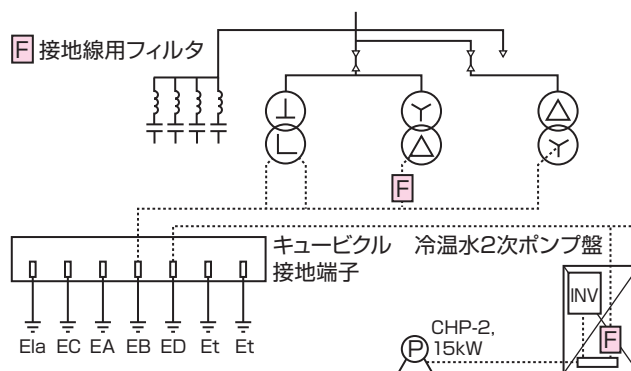 F 接地線用フィルタ
F
キュービクル
接地端子
冷温水2次ポンプ盤
EIa EC EA EB ED Et Et
CHP-2,
15kW
P
INV
F